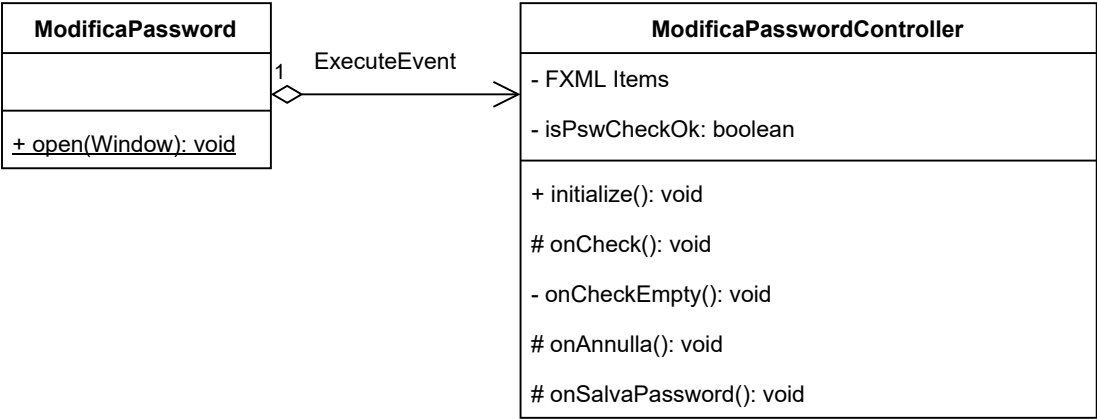 ModificaPassword
+ open(Window): void
1
ExecuteEvent
ModificaPasswordController
- FXML Items
- isPswCheckOk: boolean
+ initialize(): void
# onCheck(): void
- onCheckEmpty(): void
# onAnnulla(): void
# onSalvaPassword(): void